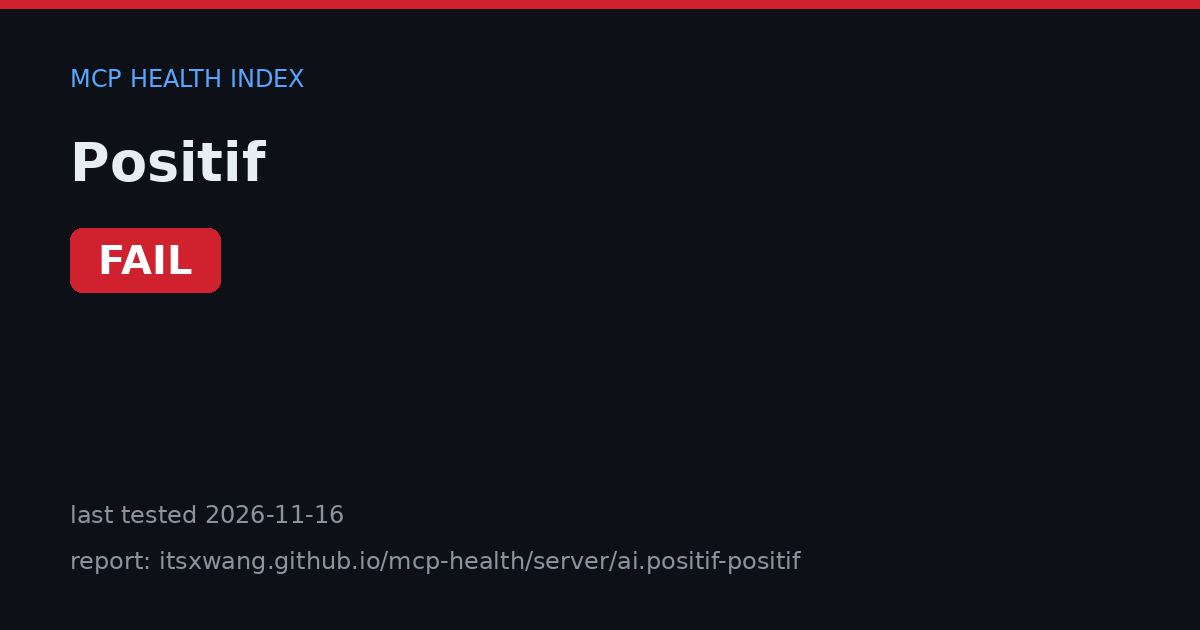 MCP HEALTH INDEX
Positif
FAIL
last tested 2026-11-16
report: itsxwang.github.io/mcp-health/server/ai.positif-positif